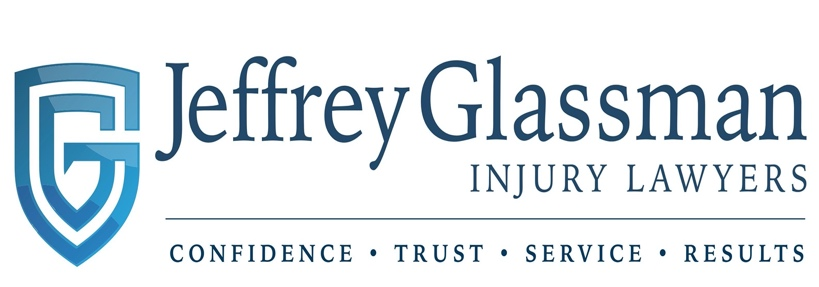 Jeffrey Glassman
INJURY LAWYERS
CONFIDENCE • TRUST • SERVICE • RESULTS